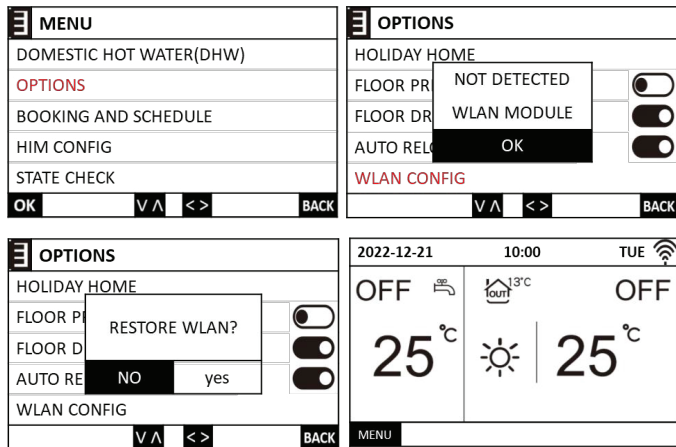 MENU
DOMESTIC HOT WATER(DHW)
OPTIONS
BOOKING AND SCHEDULE
HIM CONFIG
STATE CHECK
OK V Λ < > BACK
OPTIONS
HOLIDAY HOME
FLOOR PR
FLOOR DR
AUTO RELO
WLAN CONFIG
NOT DETECTED
WLAN MODULE
OK
V Λ < > BACK
OPTIONS
HOLIDAY HOME
FLOOR P
FLOOR D
AUTO RE
WLAN CONFIG
RESTORE WLAN?
NO yes
V Λ < > BACK
2022-12-21 10:00 TUE
OFF OUT 13°C OFF
25°C 25°C
MENU